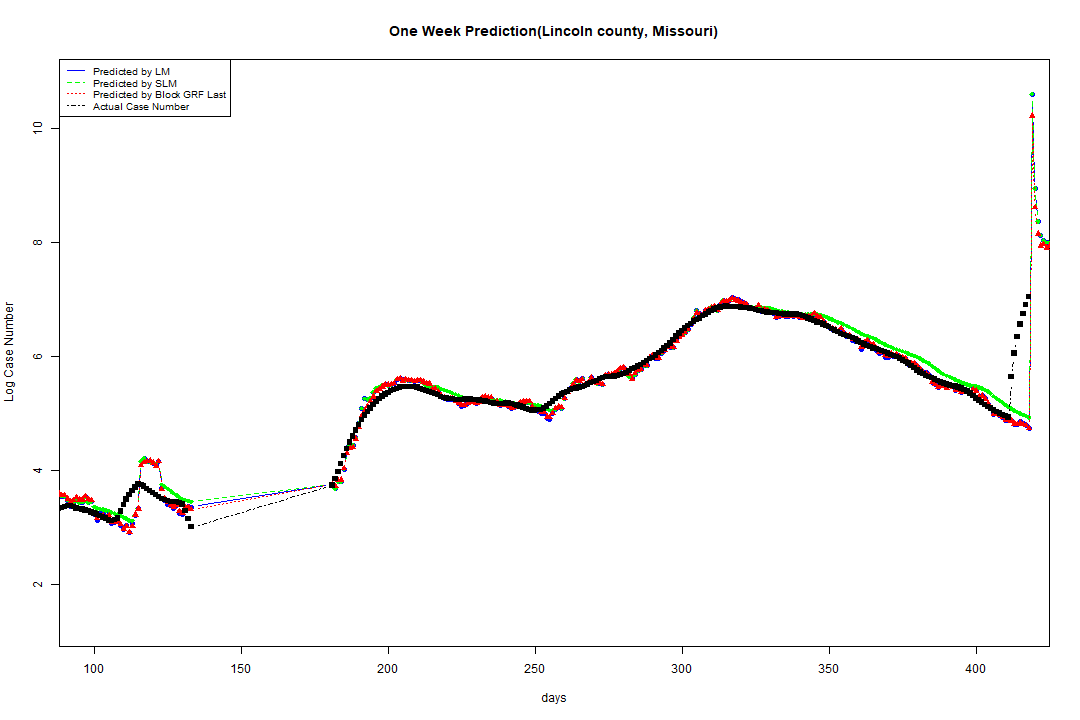 One Week Prediction(Lincoln county, Missouri)
Predicted by LM
Predicted by SLM
Predicted by Block GRF Last
Actual Case Number
Log Case Number
10
8
6
4
2
100 150 200 250 300 350 400
days